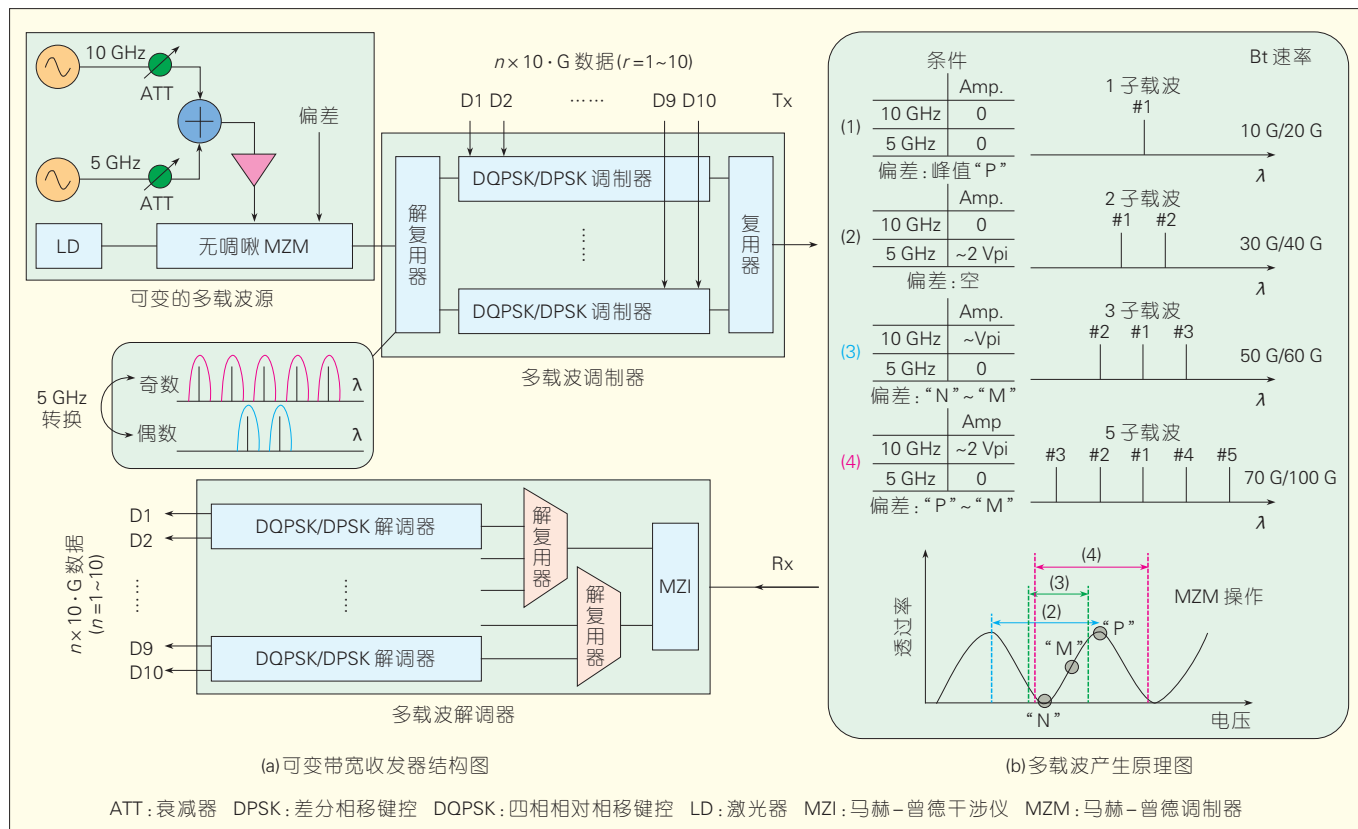 10 GHz
ATT
5 GHz
ATT
偏差
LD
无啁啾 MZM
可变的多载波源
n×10·G 数据(r=1~10)
D1 D2 …… D9 D10
Tx
解复用器
DQPSK/DPSK 调制器
……
DQPSK/DPSK 调制器
复用器
多载波调制器
5 GHz
转换
奇数
λ
偶数
λ
n×10·G 数据
(n=1~10)
D1
D2
……
D9
D10
DQPSK/DPSK 解调器
……
DQPSK/DPSK 解调器
解复用器
解复用器
MZI
Rx
多载波解调器
(a)可变带宽收发器结构图
条件
Bt 速率
(1)
Amp.
10 GHz 0
5 GHz 0
偏差:峰值“P”
1 子载波
#1
10 G/20 G
λ
(2)
Amp.
10 GHz 0
5 GHz ~2 Vpi
偏差:空
2 子载波
#1 #2
30 G/40 G
λ
(3)
Amp.
10 GHz ~Vpi
5 GHz 0
偏差:“N”~“M”
3 子载波
#2 #1 #3
50 G/60 G
λ
(4)
Amp
10 GHz ~2 Vpi
5 GHz 0
偏差:“P”~“M”
5 子载波
#3 #2 #1 #4 #5
70 G/100 G
λ
透过率
(4)
(3)
(2)
“P”
“M”
“N”
MZM 操作
电压
(b)多载波产生原理图
ATT:衰减器 DPSK:差分相移键控 DQPSK:四相相对相移键控 LD:激光器 MZI:马赫–曾德干涉仪 MZM:马赫–曾德调制器